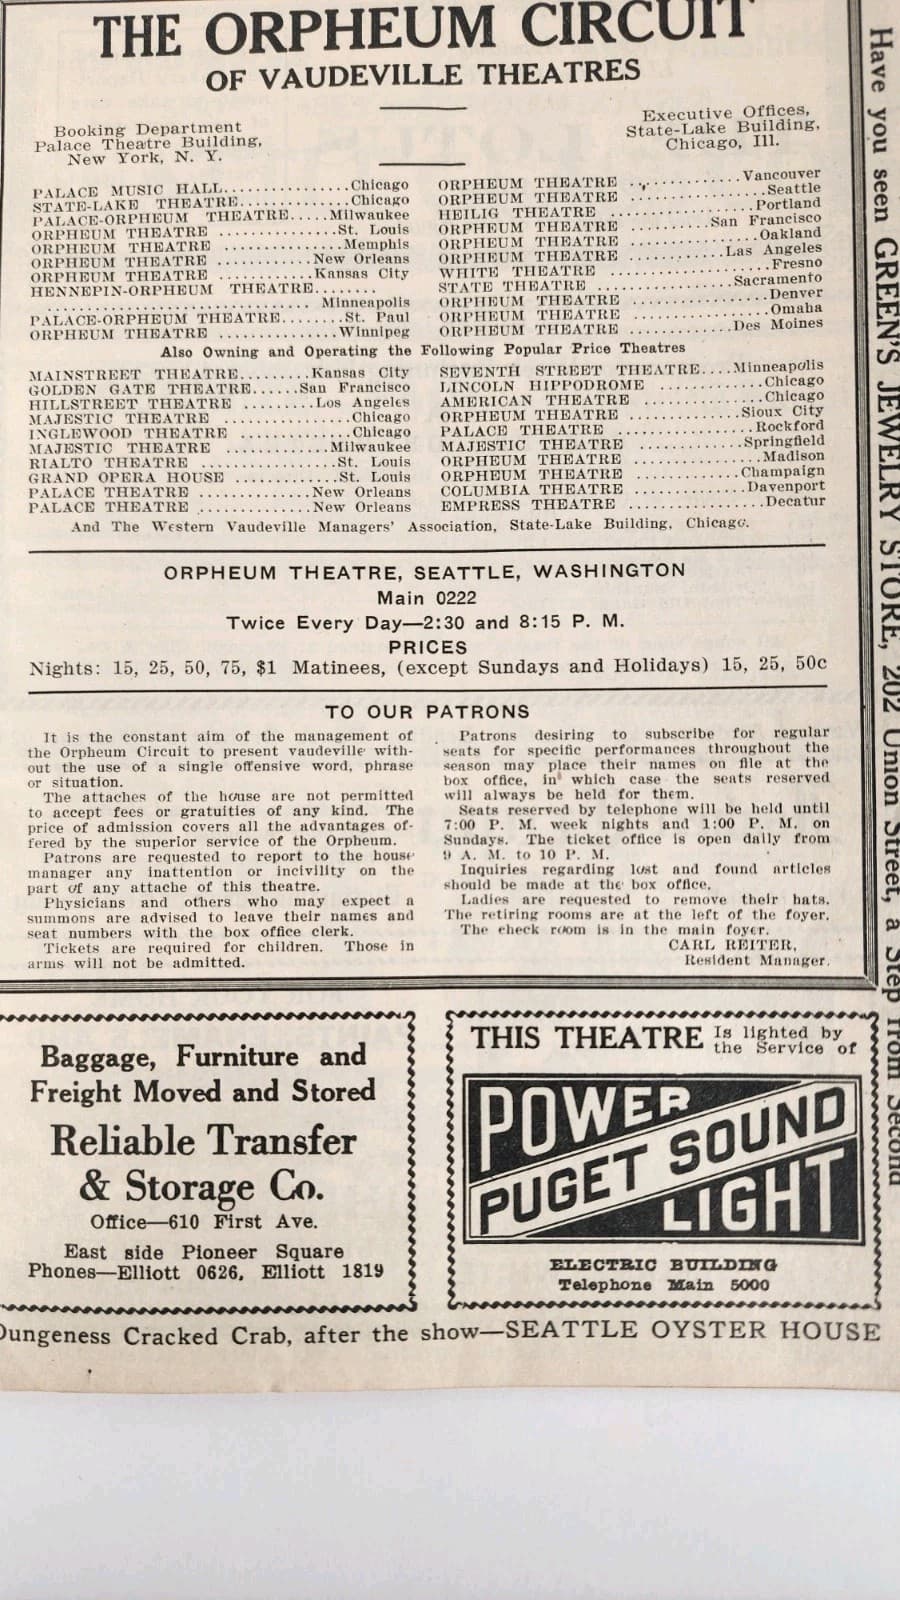 THE ORPHEUM CIRCUIT
OF VAUDEVILLE THEATRES
Booking Department
Palace Theatre Building,
New York, N. Y.
Executive Offices,
State-Lake Building,
Chicago, Ill.
PALACE MUSIC HALL...............Chicago
STATE-LAKE THEATRE.............Chicago
PALACE-ORPHEUM THEATRE.....Milwaukee
ORPHEUM THEATRE .............St. Louis
ORPHEUM THEATRE .............Memphis
ORPHEUM THEATRE ..........New Orleans
ORPHEUM THEATRE ..........Kansas City
HENNEPIN-ORPHEUM THEATRE........
............................ Minneapolis
PALACE-ORPHEUM THEATRE........St. Paul
ORPHEUM THEATRE .............Winnipeg
ORPHEUM THEATRE ..............Vancouver
ORPHEUM THEATRE ................Seattle
HEILIG THEATRE .................Portland
ORPHEUM THEATRE .........San Francisco
ORPHEUM THEATRE ...............Oakland
ORPHEUM THEATRE ...........Las Angeles
WHITE THEATRE ..................Fresno
STATE THEATRE ..............Sacramento
ORPHEUM THEATRE ................Denver
ORPHEUM THEATRE ................Omaha
ORPHEUM THEATRE ............Des Moines
Also Owning and Operating the Following Popular Price Theatres
MAINSTREET THEATRE.........Kansas City
GOLDEN GATE THEATRE......San Francisco
HILLSTREET THEATRE .........Los Angeles
MAJESTIC THEATRE ..............Chicago
INGLEWOOD THEATRE ............Chicago
MAJESTIC THEATRE ............Milwaukee
RIALTO THEATRE ...............St. Louis
GRAND OPERA HOUSE ............St. Louis
PALACE THEATRE ............New Orleans
PALACE THEATRE ............New Orleans
SEVENTH STREET THEATRE....Minneapolis
LINCOLN HIPPODROME ............Chicago
AMERICAN THEATRE ..............Chicago
ORPHEUM THEATRE ............Sioux City
PALACE THEATRE ................Rockford
MAJESTIC THEATRE ............Springfield
ORPHEUM THEATRE ...............Madison
ORPHEUM THEATRE ............Champaign
COLUMBIA THEATRE ............Davenport
EMPRESS THEATRE ................Decatur
And The Western Vaudeville Managers' Association, State-Lake Building, Chicago.
ORPHEUM THEATRE, SEATTLE, WASHINGTON
Main 0222
Twice Every Day—2:30 and 8:15 P. M.
PRICES
Nights: 15, 25, 50, 75, $1 Matinees, (except Sundays and Holidays) 15, 25, 50c
TO OUR PATRONS
It is the constant aim of the management of
the Orpheum Circuit to present vaudeville with-
out the use of a single offensive word, phrase
or situation.
The attaches of the house are not permitted
to accept fees or gratuities of any kind. The
price of admission covers all the advantages of-
fered by the superior service of the Orpheum.
Patrons are requested to report to the house
manager any inattention or incivility on the
part of any attache of this theatre.
Physicians and others who may expect a
summons are advised to leave their names and
seat numbers with the box office clerk.
Tickets are required for children. Those in
arms will not be admitted.
Patrons desiring to subscribe for regular
seats for specific performances throughout the
season may place their names on file at the
box office, in which case the seats reserved
will always be held for them.
Seats reserved by telephone will be held until
7:00 P. M. week nights and 1:00 P. M. on
Sundays. The ticket office is open daily from
9 A. M. to 10 P. M.
Inquiries regarding lost and found articles
should be made at the box office.
Ladies are requested to remove their hats.
The retiring rooms are at the left of the foyer.
The check room is in the main foyer.
CARL REITER,
Resident Manager.
Have you seen GREEN'S JEWELRY STORE, 202 Union Street, a Step from Second
Baggage, Furniture and
Freight Moved and Stored
Reliable Transfer
& Storage Co.
Office—610 First Ave.
East side Pioneer Square
Phones—Elliott 0626, Elliott 1819
THIS THEATRE Is lighted by
the Service of
POWER
PUGET SOUND
LIGHT
ELECTRIC BUILDING
Telephone Main 5000
Dungeness Cracked Crab, after the show—SEATTLE OYSTER HOUSE